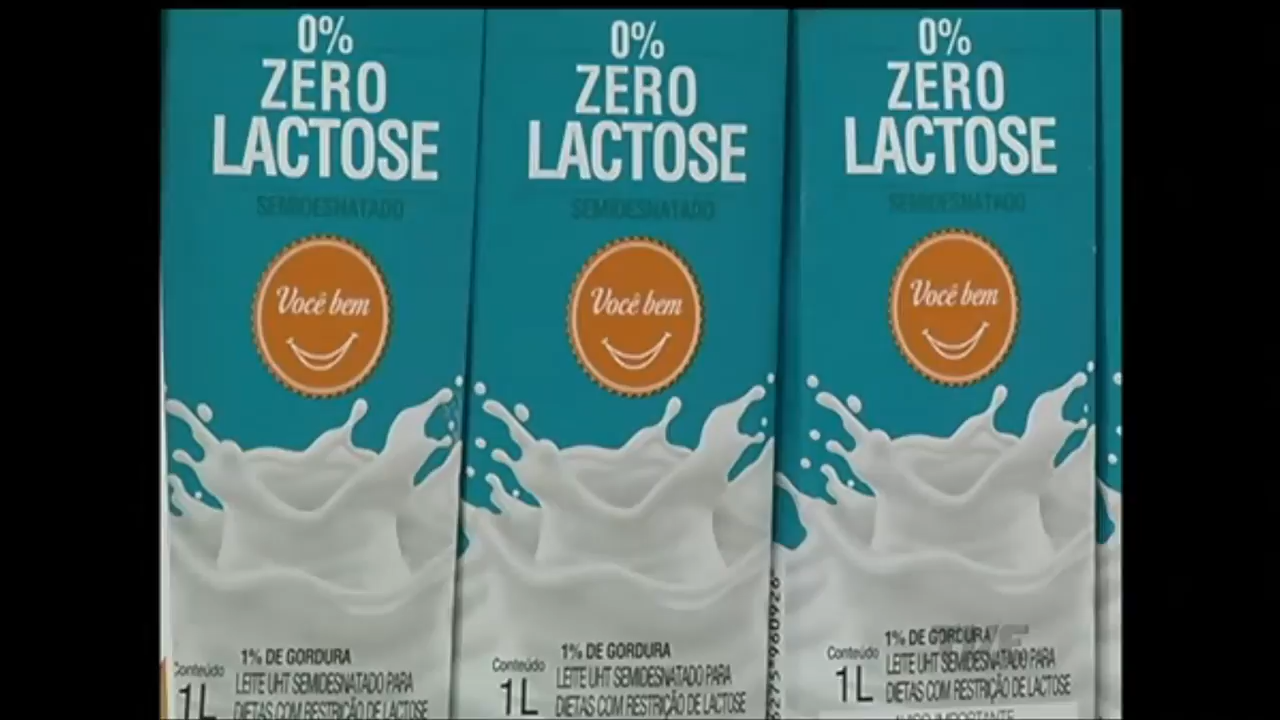 0%
ZERO
LACTOSE
SEMIDESNATADO
Você bem
Conteúdo
1L
1% DE GORDURA
LEITE UHT SEMIDESNATADO PARA
DIETAS COM RESTRIÇÃO DE LACTOSE
0%
ZERO
LACTOSE
SEMIDESNATADO
Você bem
Conteúdo
1L
1% DE GORDURA
LEITE UHT SEMIDESNATADO PARA
DIETAS COM RESTRIÇÃO DE LACTOSE
0%
ZERO
LACTOSE
SEMIDESNATADO
Você bem
Conteúdo
1L
1% DE GORDURA
LEITE UHT SEMIDESNATADO PARA
DIETAS COM RESTRIÇÃO DE LACTOSE
AVISO IMPORTANTE